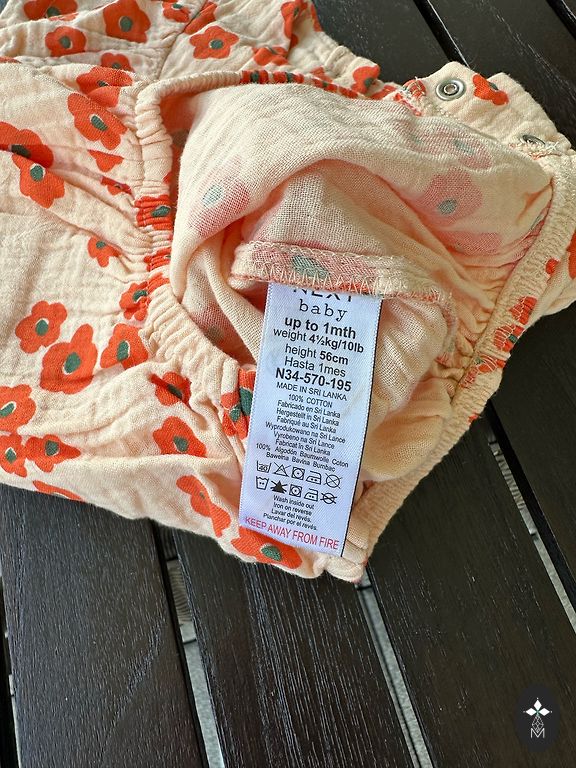 NEXT
baby
up to 1mth
weight 4½kg/10lb
height 56cm
Hasta 1mes
N34-570-195
MADE IN SRI LANKA
100% COTTON
Fabricado en Sri Lanka
Hergestellt in Sri Lanka
Fabriqué au Sri Lanka
Wyprodukowano na Sri Lance
Vyrobeno na Sri Lance
Fabricat în Sri Lanka
100% Algodón Baumwolle Coton
Bawełna Bavlna Bumbac
Wash inside out
Iron on reverse
Lavar del revés.
Planchar por el revés.
KEEP AWAY FROM FIRE